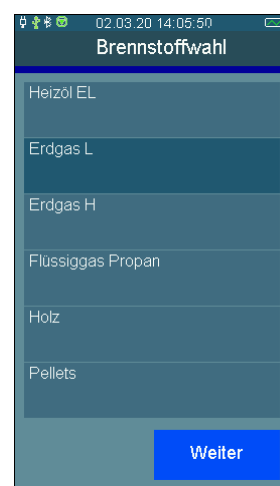 02.03.20 14:05:50
Brennstoffwahl
Heizöl EL
Erdgas L
Erdgas H
Flüssiggas Propan
Holz
Pellets
Weiter